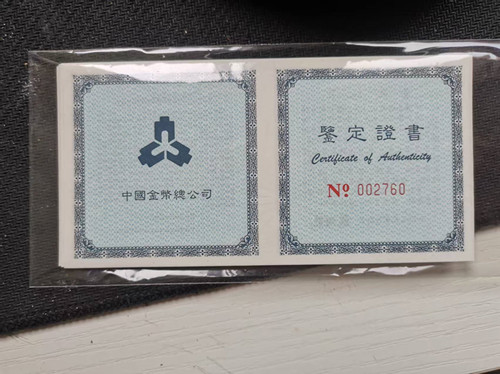 中國金幣總公司
鑒定證書
Certificate of Authenticity
Nº 002760